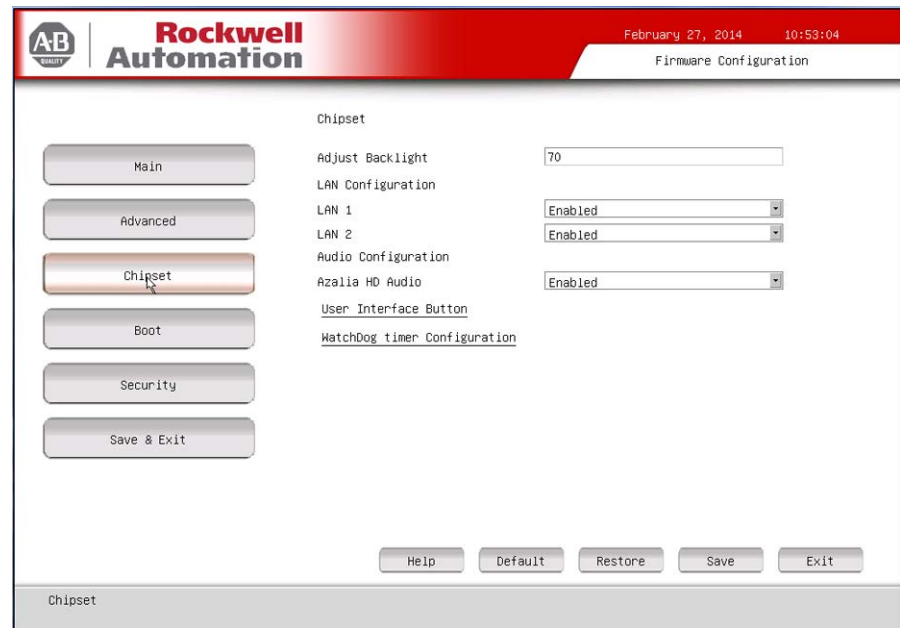 AB
QUALITY
Rockwell
Automation
February 27, 2014 10:53:04
Firmware Configuration
Main
Advanced
Chipset
Boot
Security
Save & Exit
Chipset
Adjust Backlight 70
LAN Configuration
LAN 1 Enabled
LAN 2 Enabled
Audio Configuration
Azalia HD Audio Enabled
User Interface Button
WatchDog timer Configuration
Help Default Restore Save Exit
Chipset